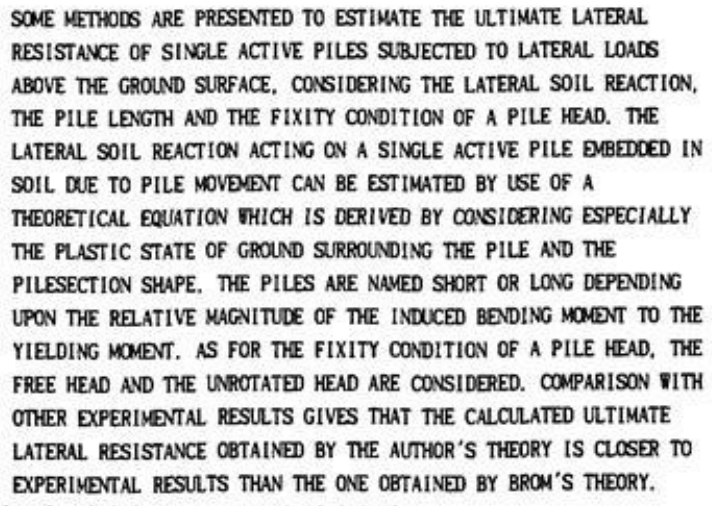 SOME METHODS ARE PRESENTED TO ESTIMATE THE ULTIMATE LATERAL
RESISTANCE OF SINGLE ACTIVE PILES SUBJECTED TO LATERAL LOADS
ABOVE THE GROUND SURFACE, CONSIDERING THE LATERAL SOIL REACTION,
THE PILE LENGTH AND THE FIXITY CONDITION OF A PILE HEAD. THE
LATERAL SOIL REACTION ACTING ON A SINGLE ACTIVE PILE EMBEDDED IN
SOIL DUE TO PILE MOVEMENT CAN BE ESTIMATED BY USE OF A
THEORETICAL EQUATION WHICH IS DERIVED BY CONSIDERING ESPECIALLY
THE PLASTIC STATE OF GROUND SURROUNDING THE PILE AND THE
PILESECTION SHAPE. THE PILES ARE NAMED SHORT OR LONG DEPENDING
UPON THE RELATIVE MAGNITUDE OF THE INDUCED BENDING MOMENT TO THE
YIELDING MOMENT. AS FOR THE FIXITY CONDITION OF A PILE HEAD, THE
FREE HEAD AND THE UNROTATED HEAD ARE CONSIDERED. COMPARISON WITH
OTHER EXPERIMENTAL RESULTS GIVES THAT THE CALCULATED ULTIMATE
LATERAL RESISTANCE OBTAINED BY THE AUTHOR'S THEORY IS CLOSER TO
EXPERIMENTAL RESULTS THAN THE ONE OBTAINED BY BROM'S THEORY.